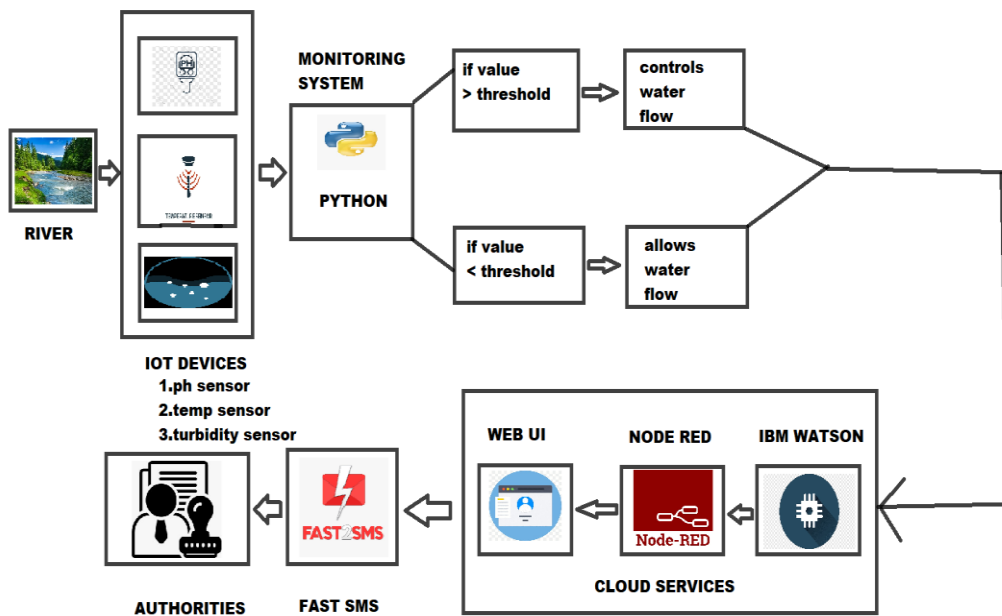 MONITORING
SYSTEM
if value
> threshold
controls
water
flow
PH
PYTHON
RIVER
if value
< threshold
allows
water
flow
IOT DEVICES
1.ph sensor
2.temp sensor
3.turbidity sensor
WEB UI
NODE RED
IBM WATSON
FAST2SMS
Node-RED
CLOUD SERVICES
AUTHORITIES
FAST SMS